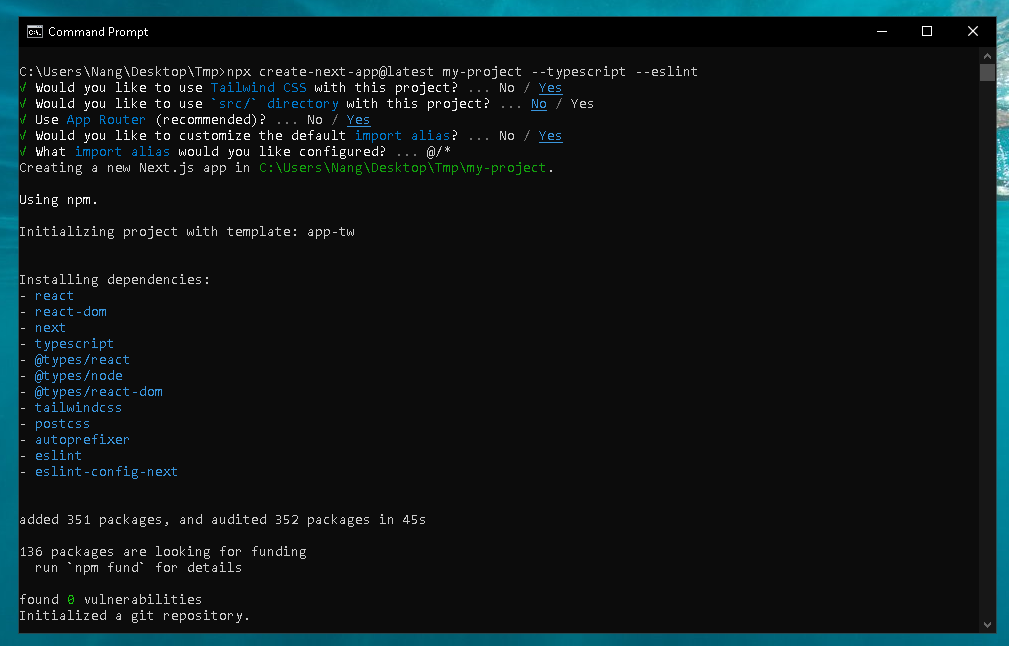 Command Prompt
C:\Users\Nang\Desktop\Tmp>npx create-next-app@latest my-project --typescript --eslint
√ Would you like to use Tailwind CSS with this project? ... No / Yes
√ Would you like to use `src/` directory with this project? ... No / Yes
√ Use App Router (recommended)? ... No / Yes
√ Would you like to customize the default import alias? ... No / Yes
√ What import alias would you like configured? ... @/*
Creating a new Next.js app in C:\Users\Nang\Desktop\Tmp\my-project.
Using npm.
Initializing project with template: app-tw
Installing dependencies:
- react
- react-dom
- next
- typescript
- @types/react
- @types/node
- @types/react-dom
- tailwindcss
- postcss
- autoprefixer
- eslint
- eslint-config-next
added 351 packages, and audited 352 packages in 45s
136 packages are looking for funding
run `npm fund` for details
found 0 vulnerabilities
Initialized a git repository.